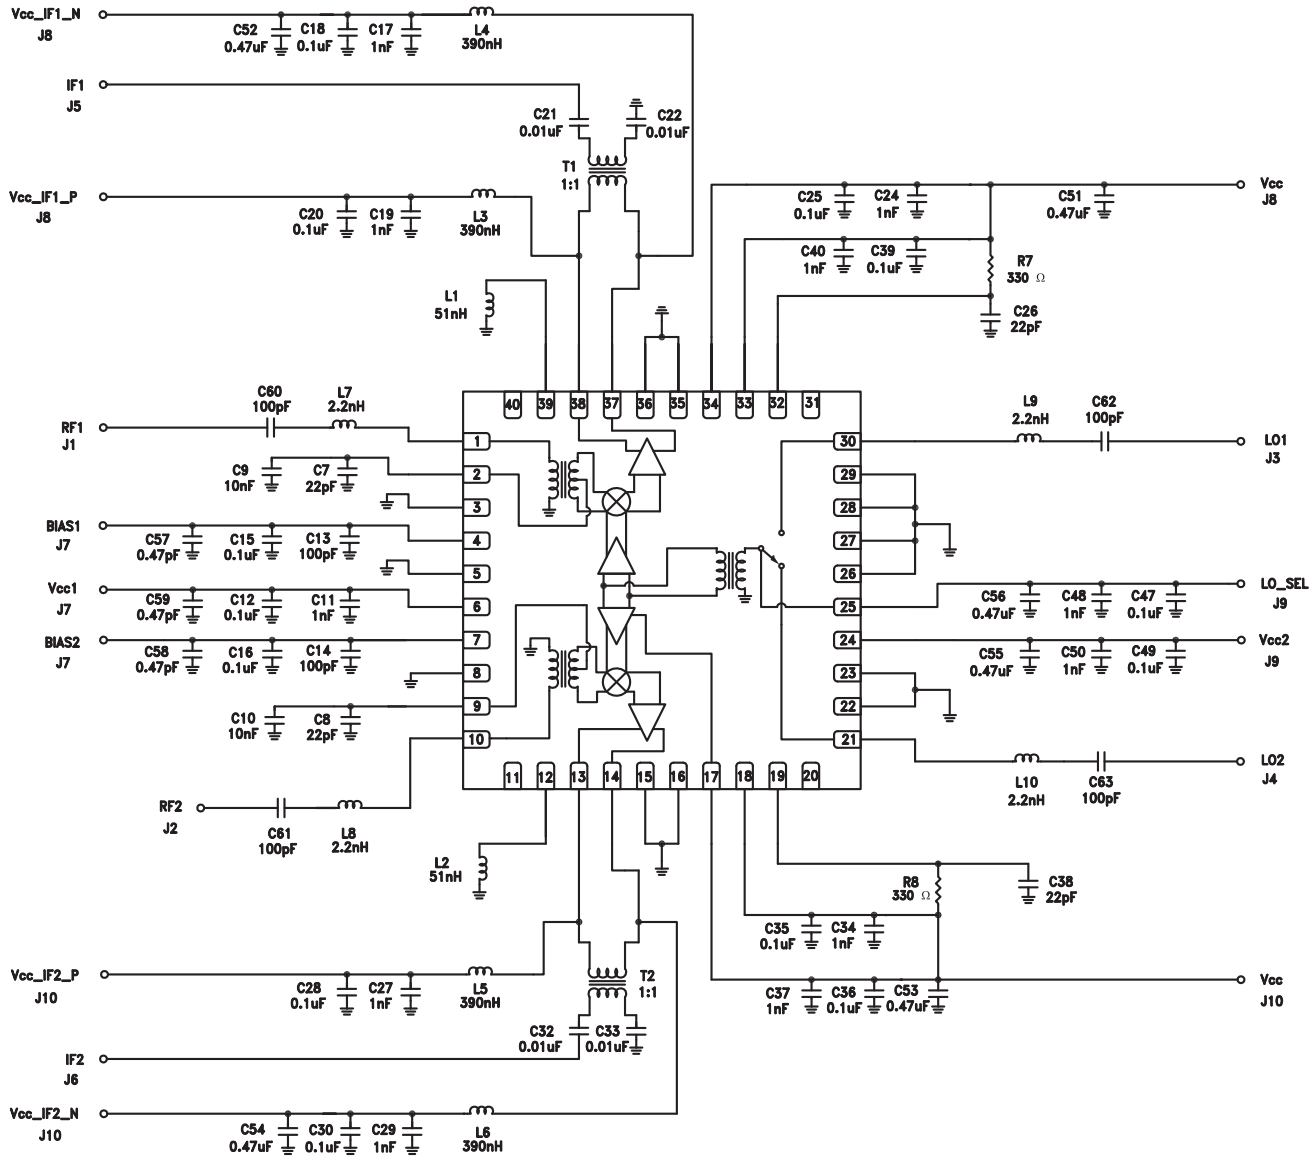 Vcc_IF1_N
J8
C52
0.47uF
C18
0.1uF
C17
1nF
L4
390nH
IF1
J5
C21
0.01uF
C22
0.01uF
T1
1:1
Vcc_IF1_P
J8
C20
0.1uF
C19
1nF
L3
390nH
C25
0.1uF
C24
1nF
C51
0.47uF
Vcc
J8
C40
1nF
C39
0.1uF
R7
330 Ω
C26
22pF
L1
51nH
40
39
38
37
36
35
34
33
32
31
C60
100pF
L7
2.2nH
RF1
J1
C9
10nF
C7
22pF
BIAS1
J7
C57
0.47pF
C15
0.1uF
C13
100pF
Vcc1
J7
C59
0.47pF
C12
0.1uF
C11
1nF
BIAS2
J7
C58
0.47pF
C16
0.1uF
C14
100pF
C10
10nF
C8
22pF
RF2
J2
C61
100pF
L8
2.2nH
1
2
3
4
5
6
7
8
9
10
30
29
28
27
26
25
24
23
22
21
L9
2.2nH
C62
100pF
LO1
J3
LO_SEL
J9
C56
0.47uF
C48
1nF
C47
0.1uF
Vcc2
J9
C55
0.47uF
C50
1nF
C49
0.1uF
L10
2.2nH
C63
100pF
LO2
J4
11
12
13
14
15
16
17
18
19
20
L2
51nH
R8
330 Ω
C38
22pF
C35
0.1uF
C34
1nF
C37
1nF
C36
0.1uF
C53
0.47uF
Vcc
J10
Vcc_IF2_P
J10
C28
0.1uF
C27
1nF
L5
390nH
T2
1:1
C32
0.01uF
C33
0.01uF
IF2
J6
Vcc_IF2_N
J10
C54
0.47uF
C30
0.1uF
C29
1nF
L6
390nH